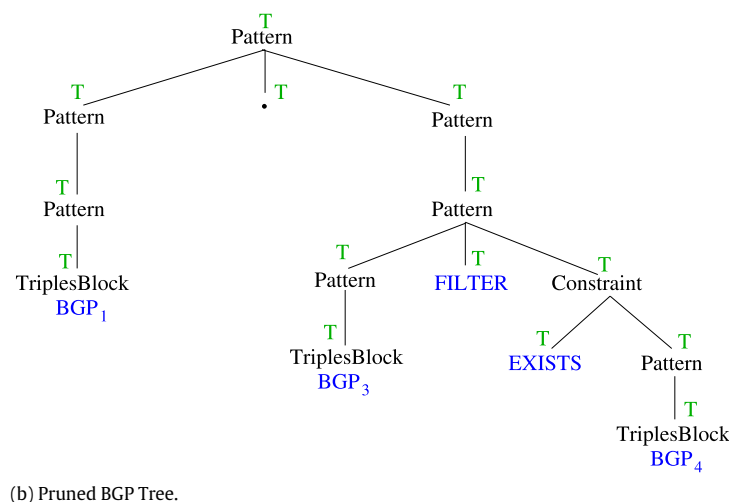 T
Pattern
T T T
Pattern • Pattern
T T
Pattern Pattern
T T T T
TriplesBlock Pattern FILTER Constraint
BGP1
T T T
TriplesBlock EXISTS Pattern
BGP3
T
TriplesBlock
BGP4
(b) Pruned BGP Tree.